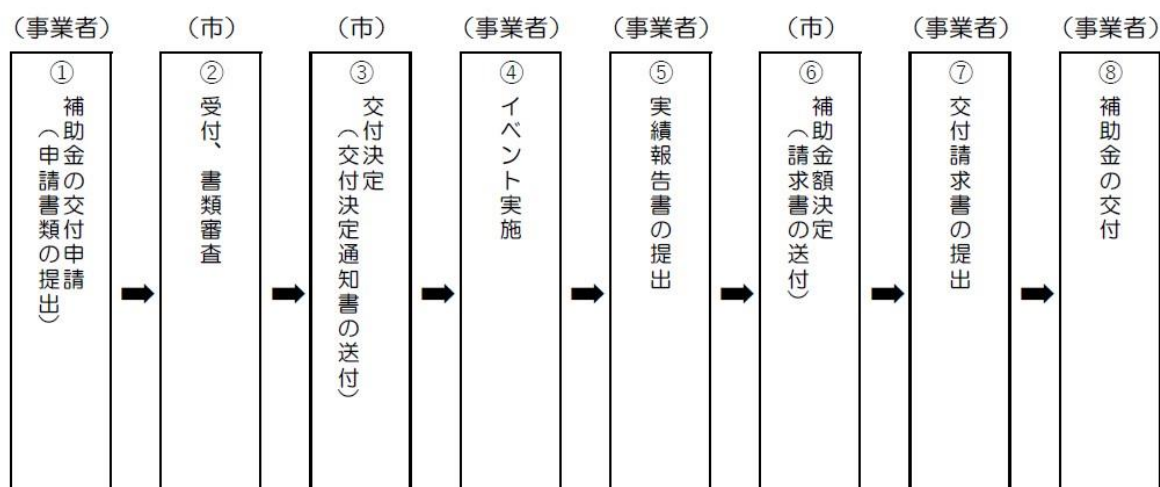 （事業者）
①
補助金の交付申請
（申請書類の提出）
（市）
②
受付、書類審査
（市）
③
交付決定
（交付決定通知書の送付）
（事業者）
④
イベント実施
（事業者）
⑤
実績報告書の提出
（市）
⑥
補助金額決定
（請求書の送付）
（事業者）
⑦
交付請求書の提出
（事業者）
⑧
補助金の交付